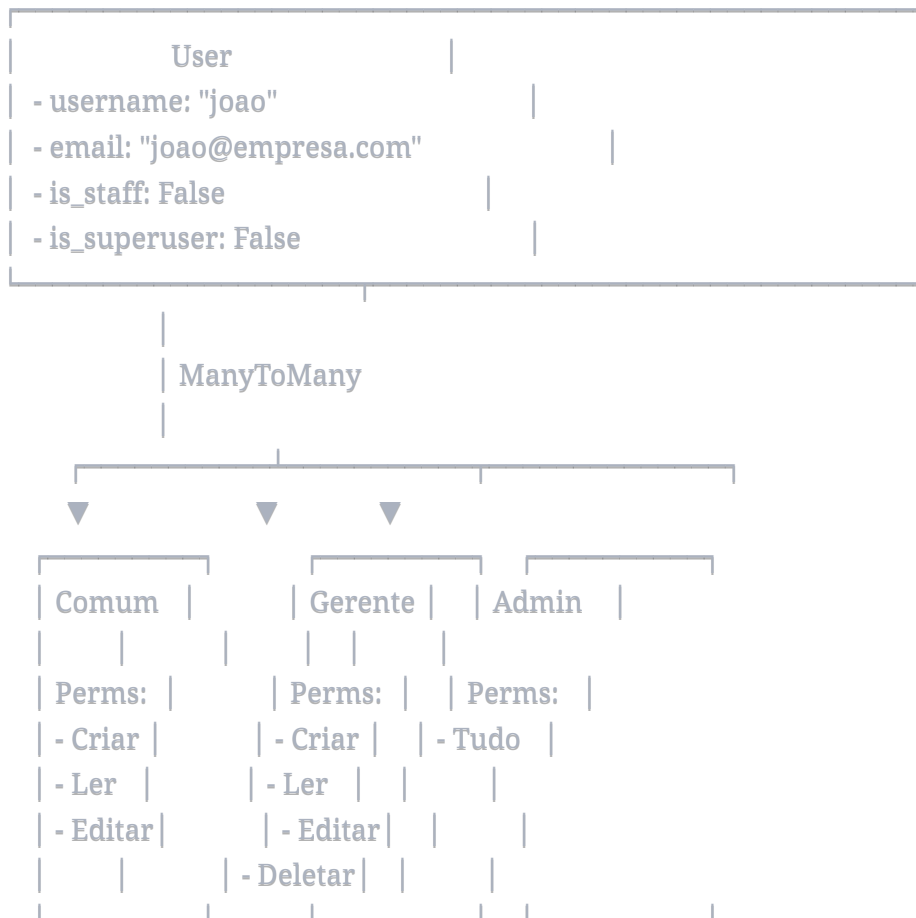 User
- username: "joao"
- email: "joao@empresa.com"
- is_staff: False
- is_superuser: False
ManyToMany
▼ ▼ ▼
Comum Gerente Admin
Perms: Perms: Perms:
- Criar - Criar - Tudo
- Ler - Ler
- Editar - Editar
- Deletar